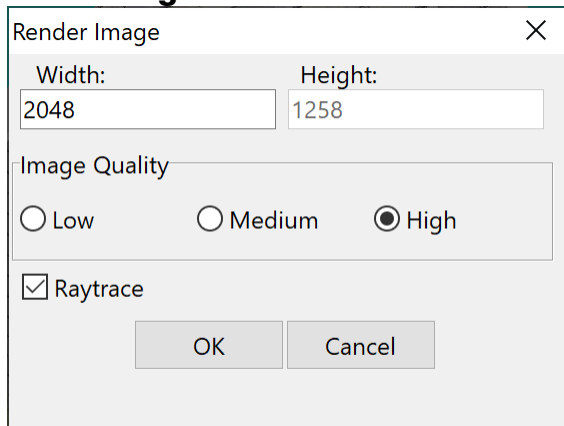 Render Image
Width: Height:
2048 1258
Image Quality
Low Medium High
Raytrace
OK Cancel